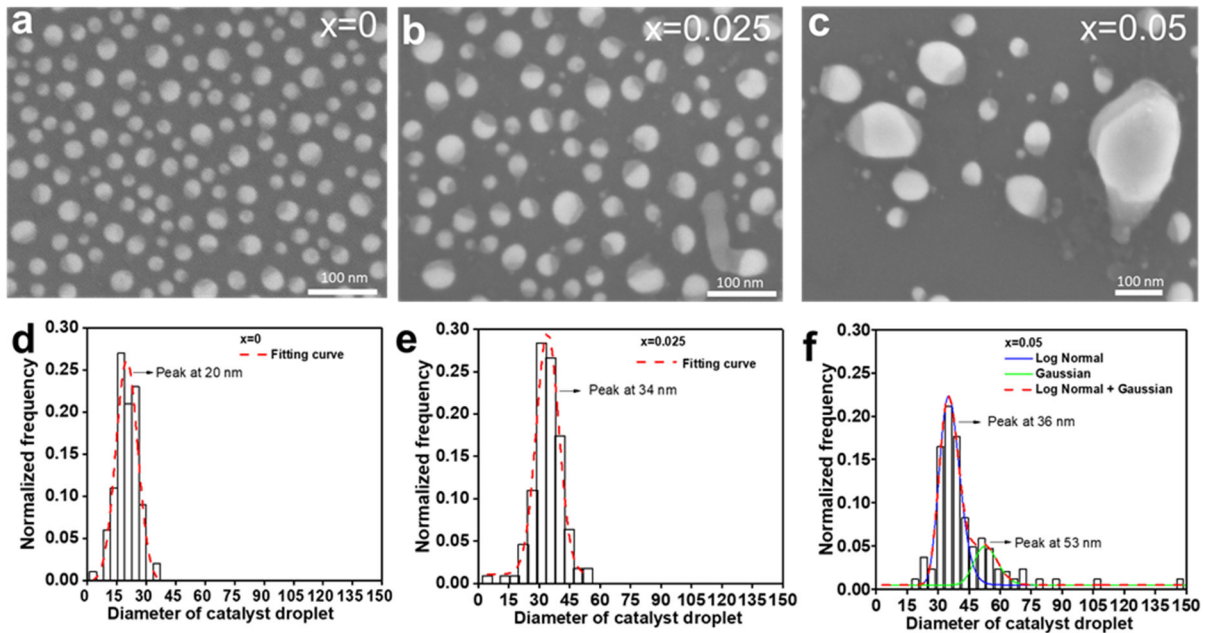 a
x=0
100 nm
b
x=0.025
100 nm
c
x=0.05
100 nm
d
x=0
Fitting curve
Peak at 20 nm
Normalized frequency
0.30
0.25
0.20
0.15
0.10
0.05
0.00
0 15 30 45 60 75 90 105 120 135 150
Diameter of catalyst droplet
e
x=0.025
Fitting curve
Peak at 34 nm
Normalized frequency
0.30
0.25
0.20
0.15
0.10
0.05
0.00
0 15 30 45 60 75 90 105 120 135 150
Diameter of catalyst droplet
f
x=0.05
Log Normal
Gaussian
Log Normal + Gaussian
Peak at 36 nm
Peak at 53 nm
Normalized frequency
0.30
0.25
0.20
0.15
0.10
0.05
0.00
0 15 30 45 60 75 90 105 120 135 150
Diameter of catalyst droplet